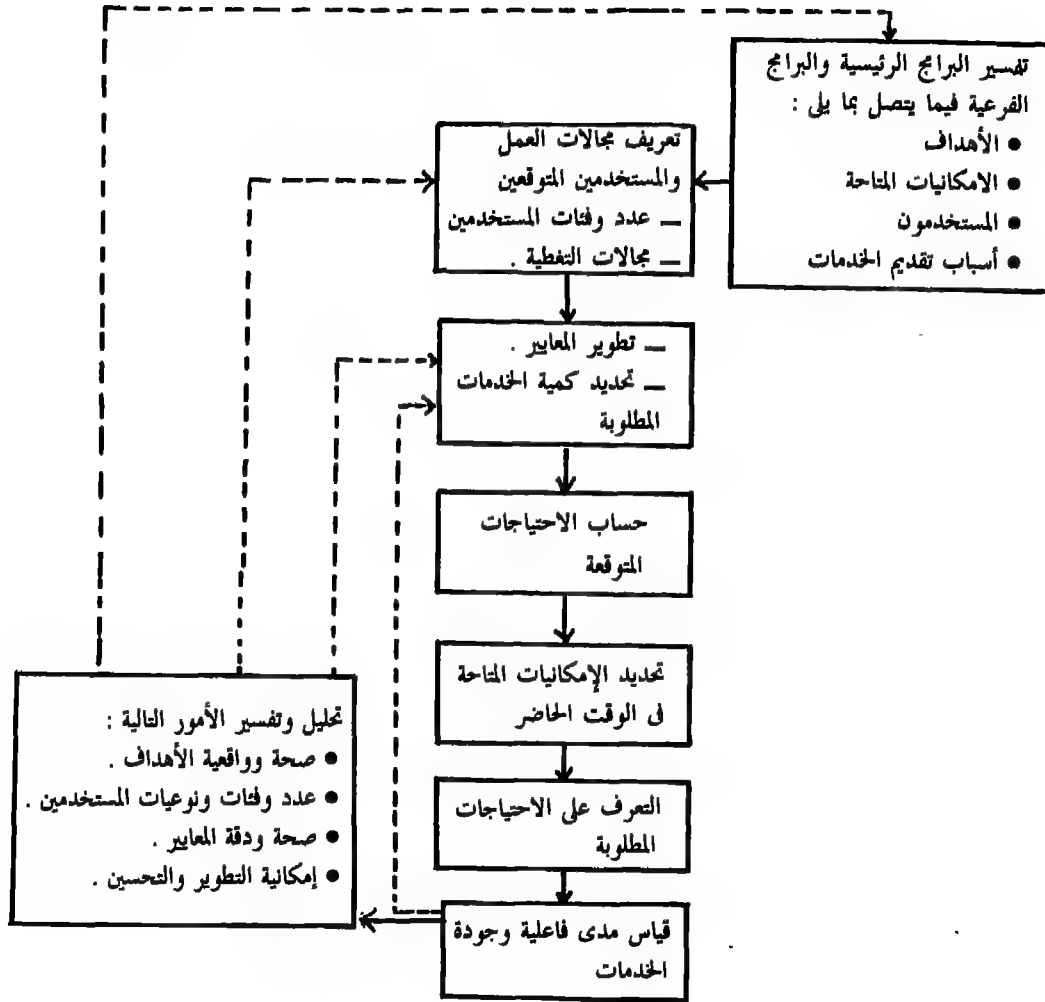 تفسير البرامج الرئيسية والبرامج
الفرعية فيما يتصل بما يلى :
● الأهداف
● الامكانيات المتاحة
● المستخدمون
● أسباب تقديم الخدمات
تعريف مجالات العمل
والمستخدمين المتوقعين
— عدد وفئات المستخدمين
— مجالات التغطية .
— تطوير المعايير .
— تحديد كمية الخدمات
المطلوبة
حساب الاحتياجات
المتوقعة
تحديد الإمكانيات المتاحة
فى الوقت الحاضر
التعرف على الاحتياجات
المطلوبة
قياس مدى فاعلية وجودة
الخدمات
تحليل وتفسير الأمور التالية :
● صحة وواقعية الأهداف .
● عدد وفئات ونوعيات المستخدمين .
● صحة ودقة المعايير .
● إمكانية التطوير والتحسين .